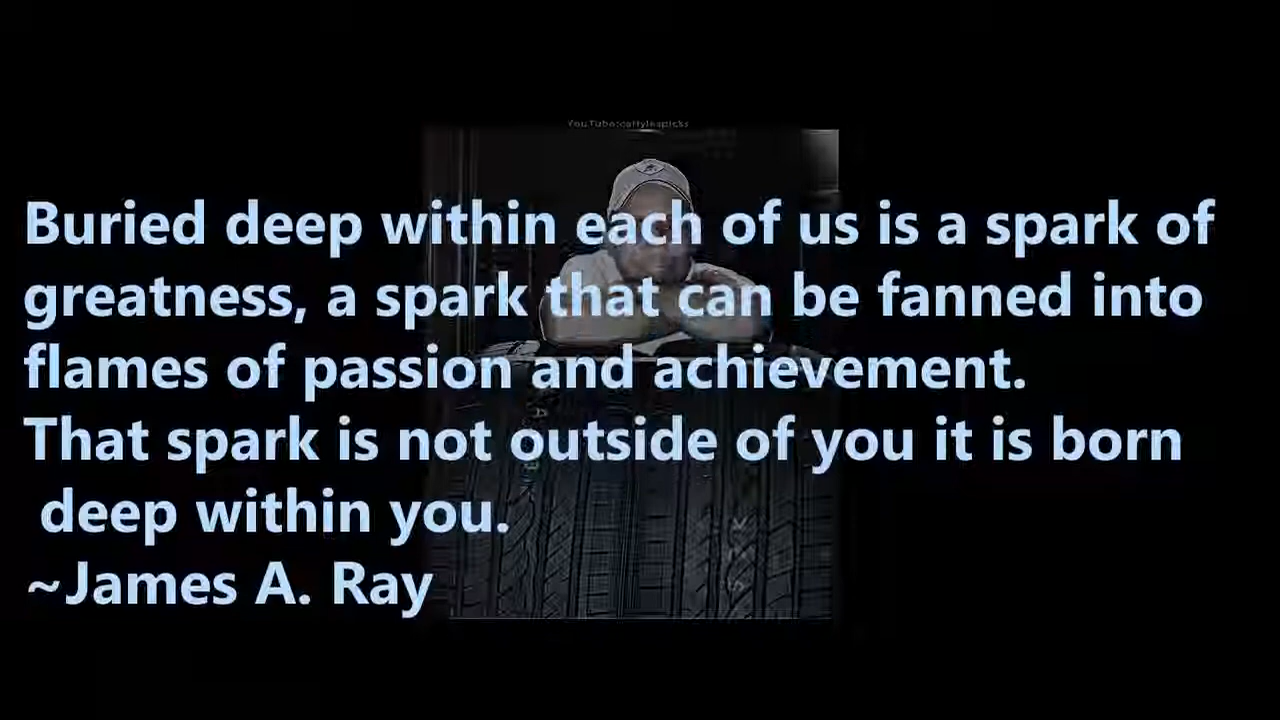 Buried deep within each of us is a spark of
greatness, a spark that can be fanned into
flames of passion and achievement.
That spark is not outside of you it is born
deep within you.
~James A. Ray